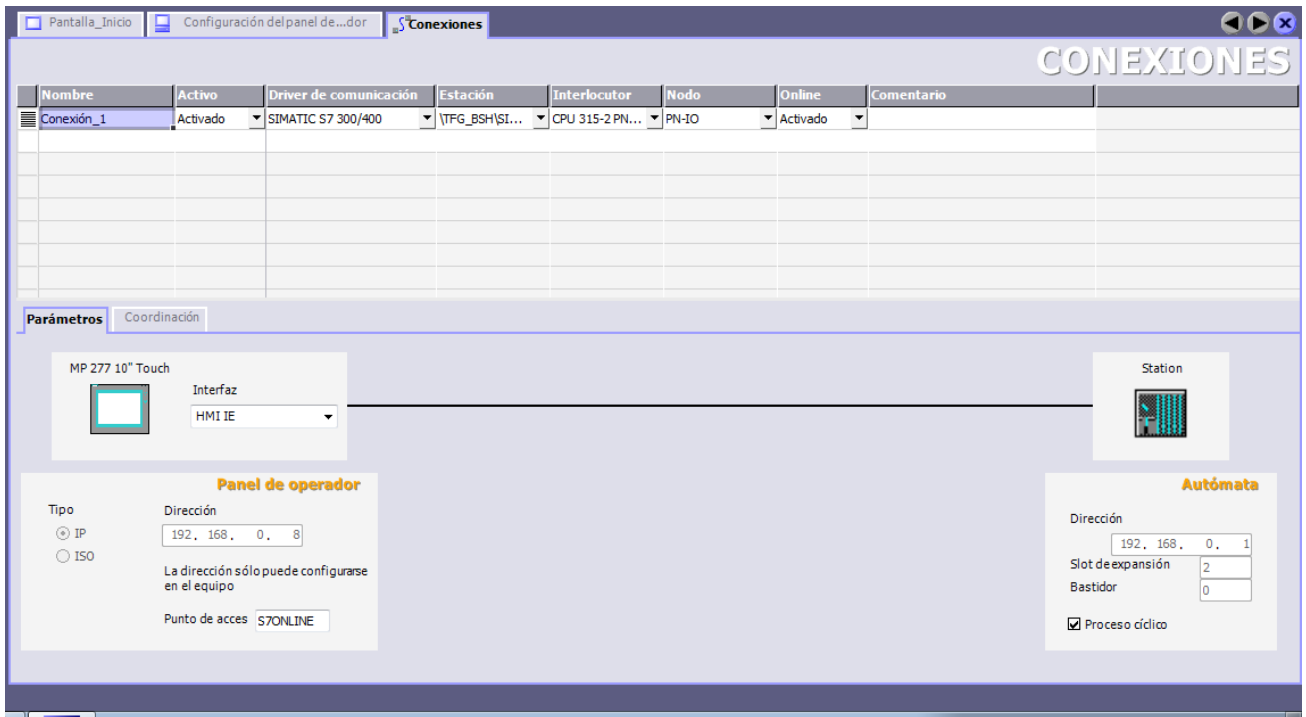 Pantalla_Inicio Configuración del panel de...dor Conexiones
CONEXIONES
Nombre Activo Driver de comunicación Estación Interlocutor Nodo Online Comentario
Conexión_1 Activado SIMATIC S7 300/400 \TFG_BSH\SI... CPU 315-2 PN... PN-IO Activado
Parámetros Coordinación
MP 277 10" Touch
Interfaz
HMI IE
Station
Panel de operador
Tipo Dirección
IP 192. 168. 0. 8
ISO
La dirección sólo puede configurarse
en el equipo
Punto de acces S7ONLINE
Autómata
Dirección
192. 168. 0. 1
Slot de expansión 2
Bastidor 0
Proceso cíclico